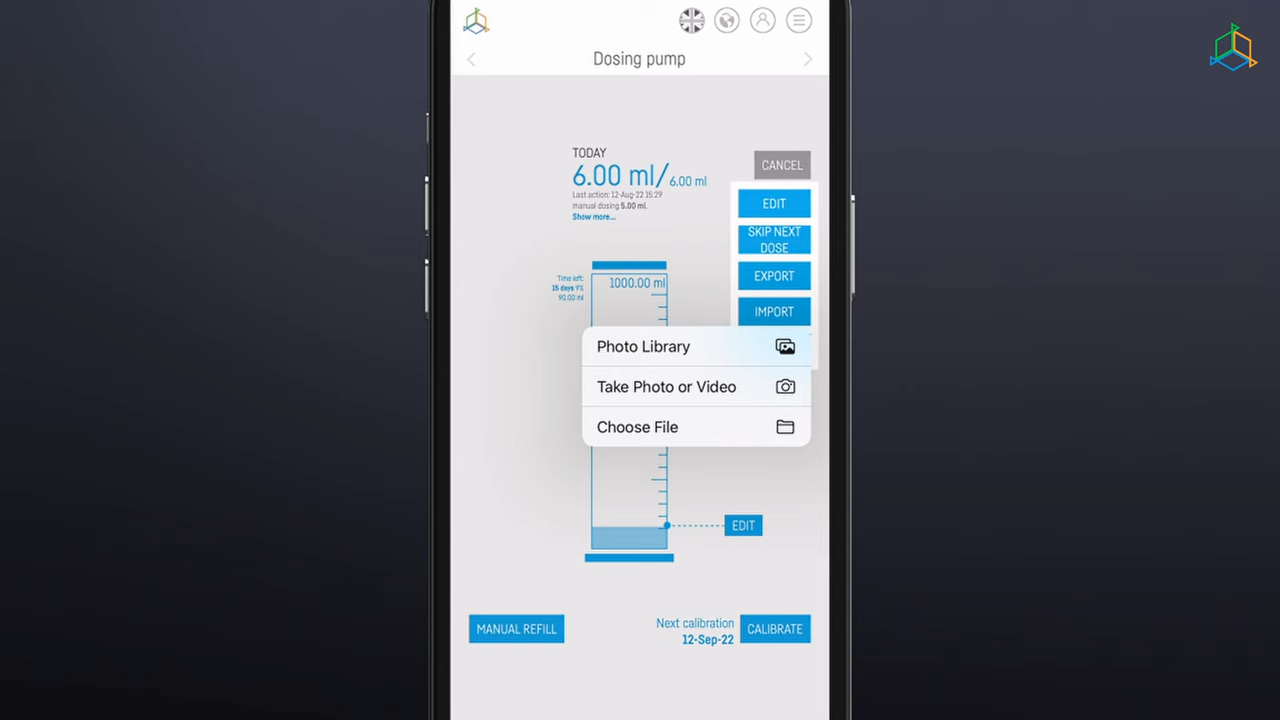 Dosing pump
TODAY
6.00 ml/6.00 ml
Last action: 12-Aug-22 15:29
manual dosing 5.00 ml.
Show more...
CANCEL
EDIT
SKIP NEXT
DOSE
EXPORT
IMPORT
Time left:
15 days 9%
90.00 ml
1000.00 ml
Photo Library
Take Photo or Video
Choose File
EDIT
MANUAL REFILL
Next calibration
12-Sep-22
CALIBRATE